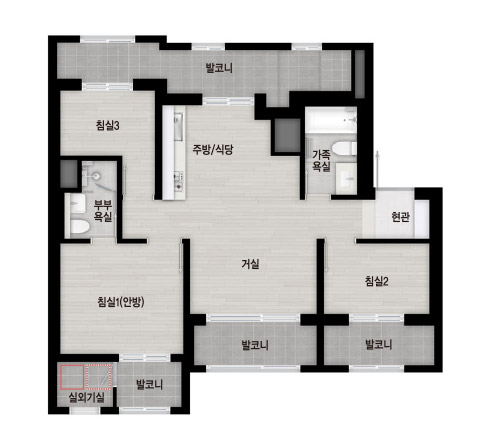 발코니
침실3
주방/식당
가족
욕실
부부
욕실
현관
거실
침실2
침실1(안방)
발코니
발코니
발코니
실외기실